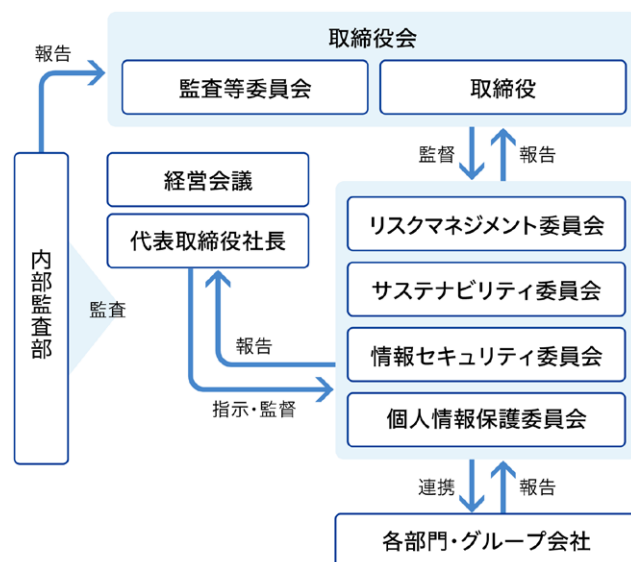 取締役会
報告
監査等委員会
取締役
監督
報告
経営会議
代表取締役社長
内部監査部
監査
リスクマネジメント委員会
サステナビリティ委員会
情報セキュリティ委員会
個人情報保護委員会
報告
指示・監督
連携
報告
各部門・グループ会社